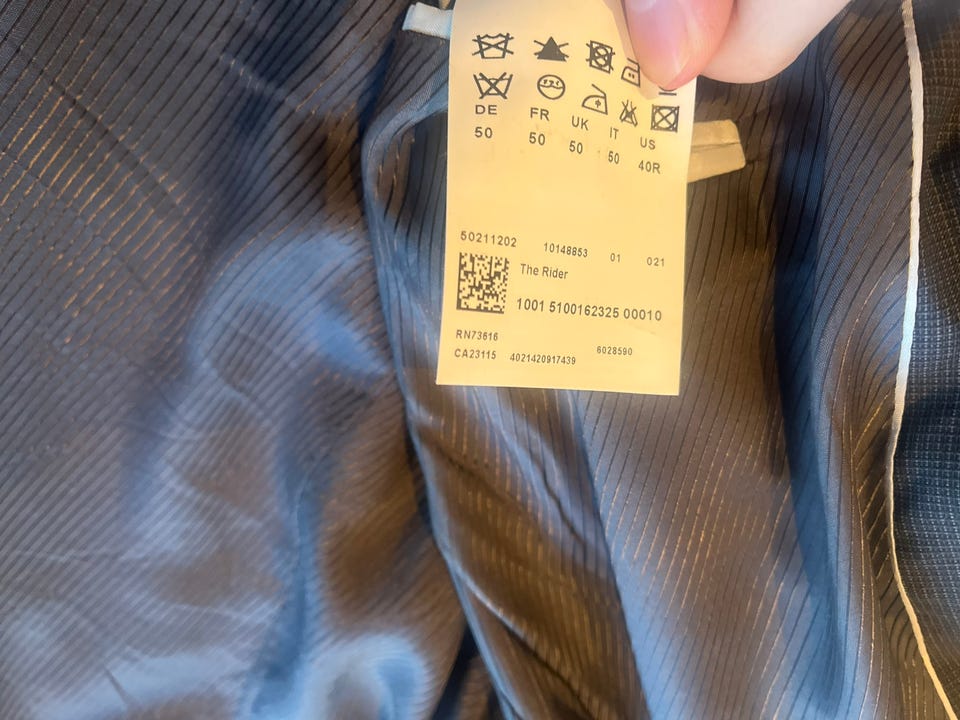 DE FR UK IT US
50 50 50 50 40R
50211202 10148853 01 021
The Rider
1001 5100162325 00010
RN73616
CA23115 4021420917439 6028590